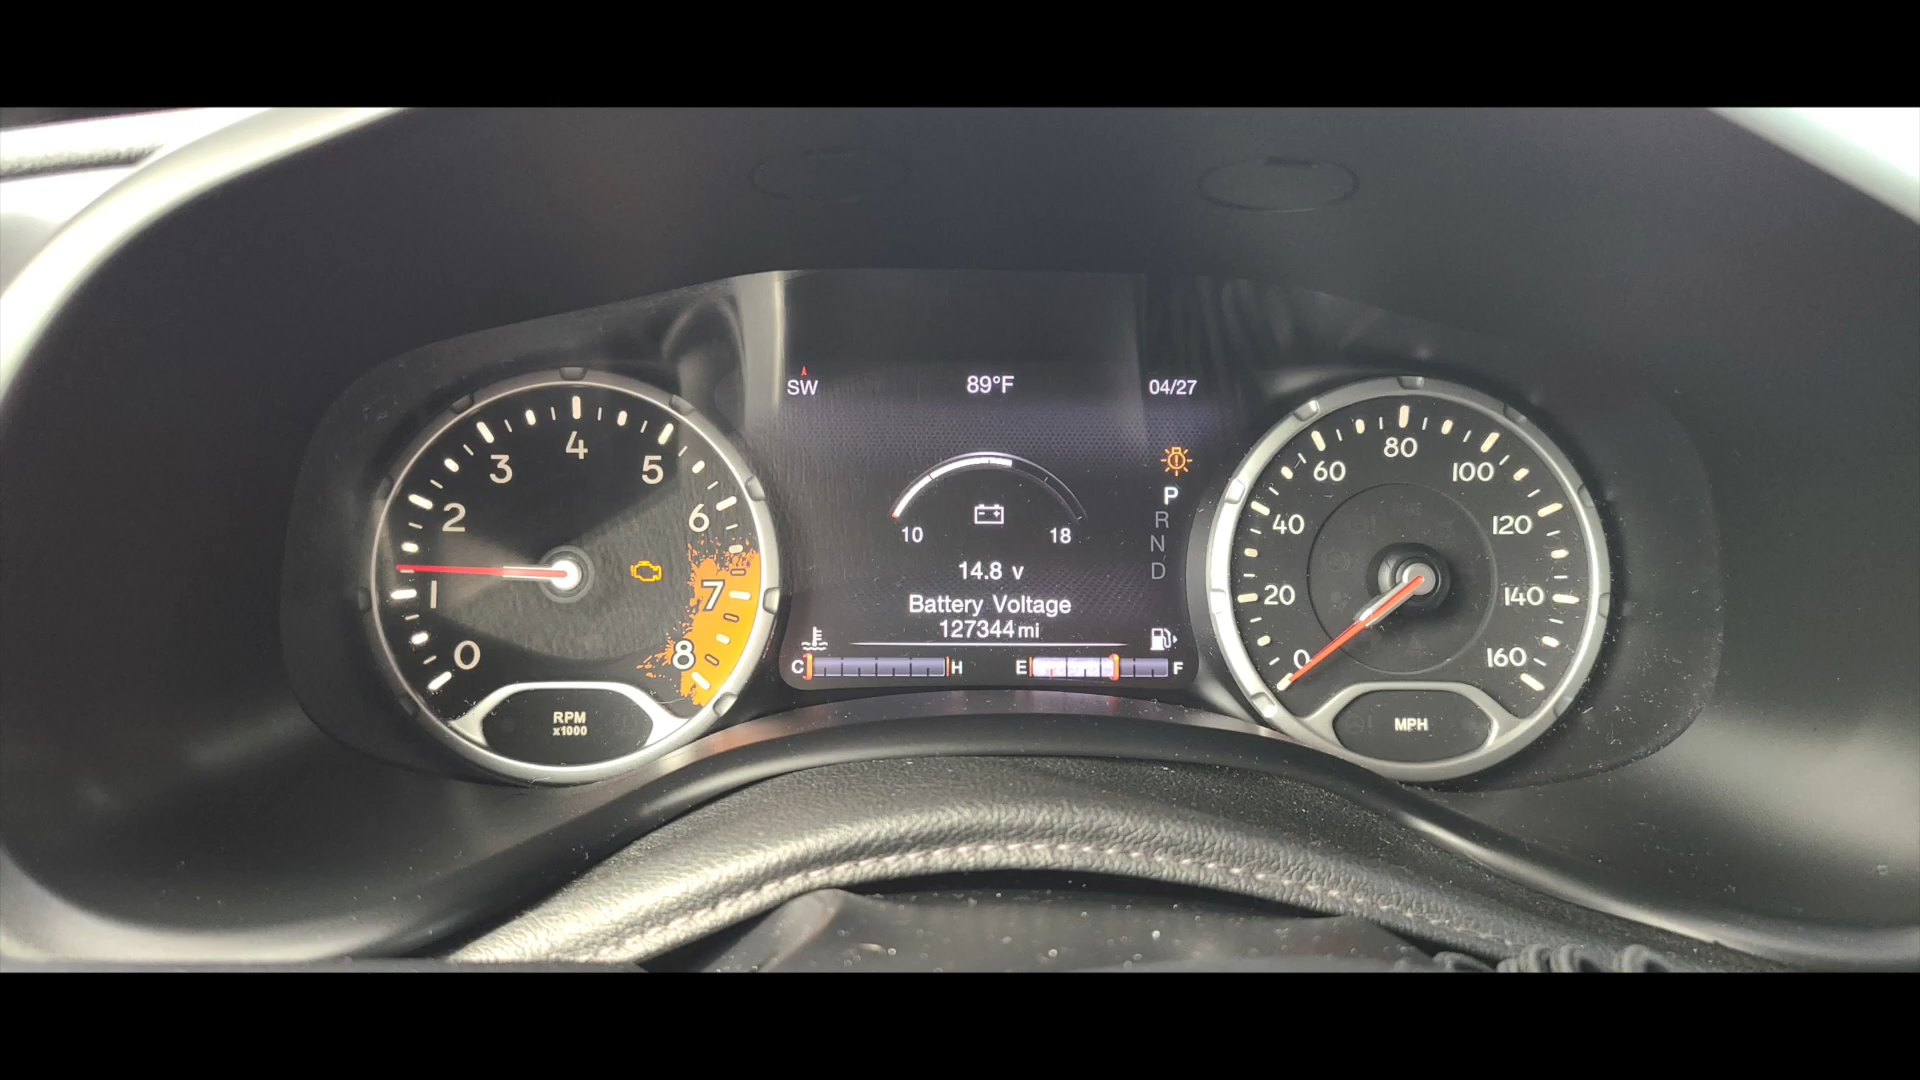 SW 89°F 04/27
0 1 2 3 4 5 6 7 8
RPM
x1000
10 18
14.8 v
Battery Voltage
127344 mi
C H E F
P
R
N
D
0 20 40 60 80 100 120 140 160
MPH